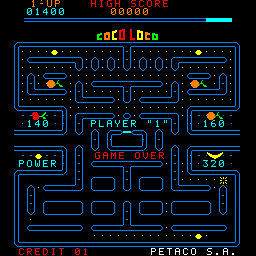 1-UP HIGH SCORE
01400 00000
COCOLOCO
140 PLAYER "1" 160
GAME OVER
POWER 320
CREDIT 01 PETACO S.A.